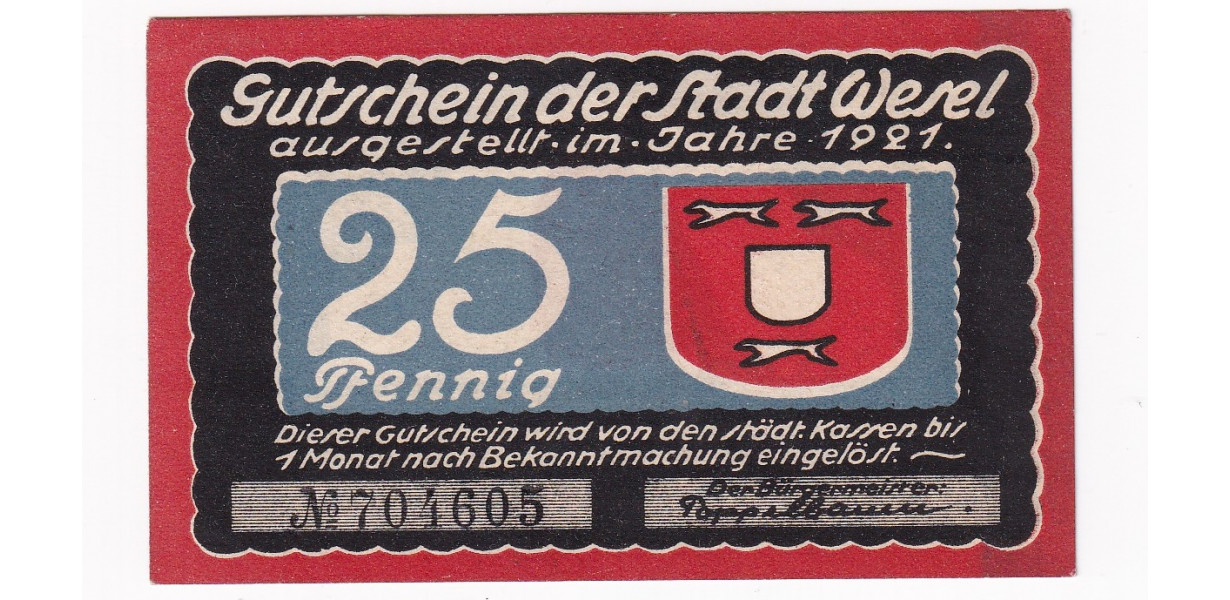 Gutschein der Stadt Wesel
ausgestellt · im · Jahre · 1921.
25
Pfennig
Dieser Gutschein wird von den städt. Kassen bis
1 Monat nach Bekanntmachung eingelöst.
№ 704605
Der Bürgermeister:
Poppelbaum.